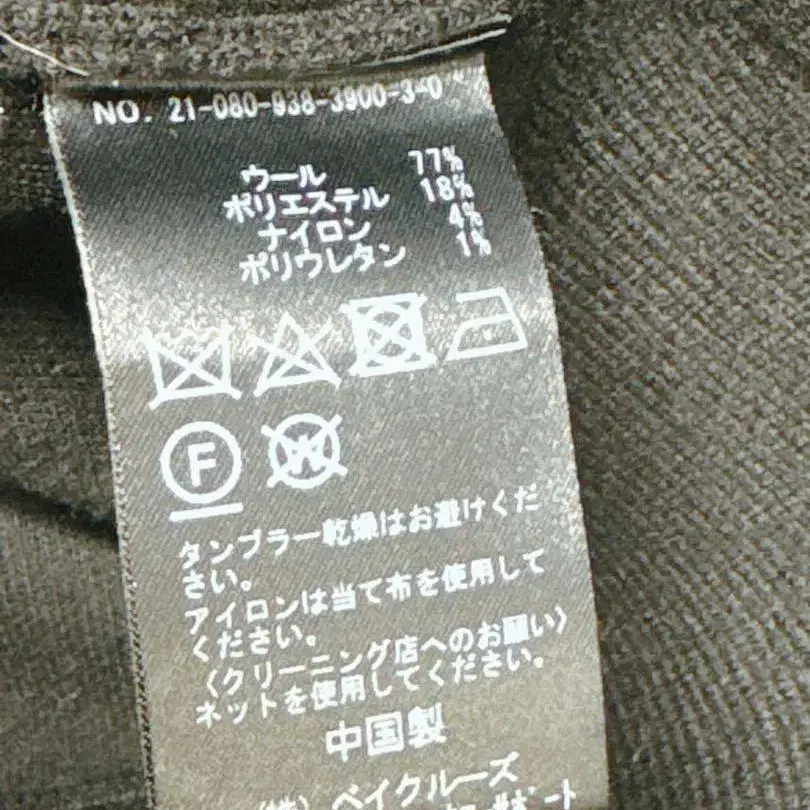 NO. 21-080-938-3900-3-0
ウール 77%
ポリエステル 18%
ナイロン 4%
ポリウレタン 1%
F W
タンブラー乾燥はお避けくだ
さい。
アイロンは当て布を使用して
ください。
〈クリーニング店へのお願い〉
ネットを使用してください。
中国製
(株) ベイクルーズ